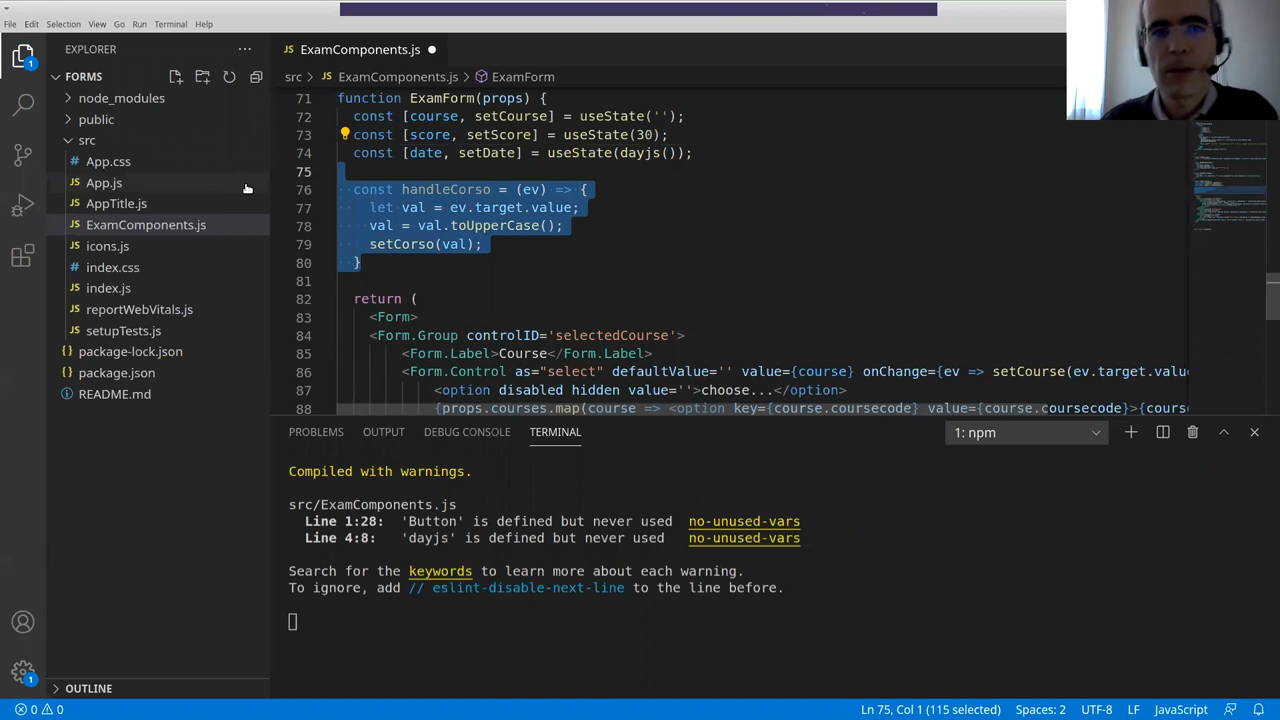 File Edit Selection View Go Run Terminal Help
EXPLORER
FORMS
node_modules
public
src
App.css
App.js
AppTitle.js
ExamComponents.js
icons.js
index.css
index.js
reportWebVitals.js
setupTests.js
package-lock.json
package.json
README.md
OUTLINE
JS ExamComponents.js
src > JS ExamComponents.js > ExamForm
71 function ExamForm(props) {
72 const [course, setCourse] = useState('');
73 const [score, setScore] = useState(30);
74 const [date, setDate] = useState(dayjs());
75
76 const handleCorso = (ev) => {
77 let val = ev.target.value;
78 val = val.toUpperCase();
79 setCorso(val);
80 }
81
82 return (
83 <Form>
84 <Form.Group controlID='selectedCourse'>
85 <Form.Label>Course</Form.Label>
86 <Form.Control as="select" defaultValue='' value={course} onChange={ev => setCourse(ev.target.value
87 <option disabled hidden value=''>choose...</option>
88 {props.courses.map(course => <option key={course.coursecode} value={course.coursecode}>{course
PROBLEMS OUTPUT DEBUG CONSOLE TERMINAL 1: npm
Compiled with warnings.
src/ExamComponents.js
Line 1:28: 'Button' is defined but never used no-unused-vars
Line 4:8: 'dayjs' is defined but never used no-unused-vars
Search for the keywords to learn more about each warning.
To ignore, add // eslint-disable-next-line to the line before.
0 0 Ln 75, Col 1 (115 selected) Spaces: 2 UTF-8 LF JavaScript